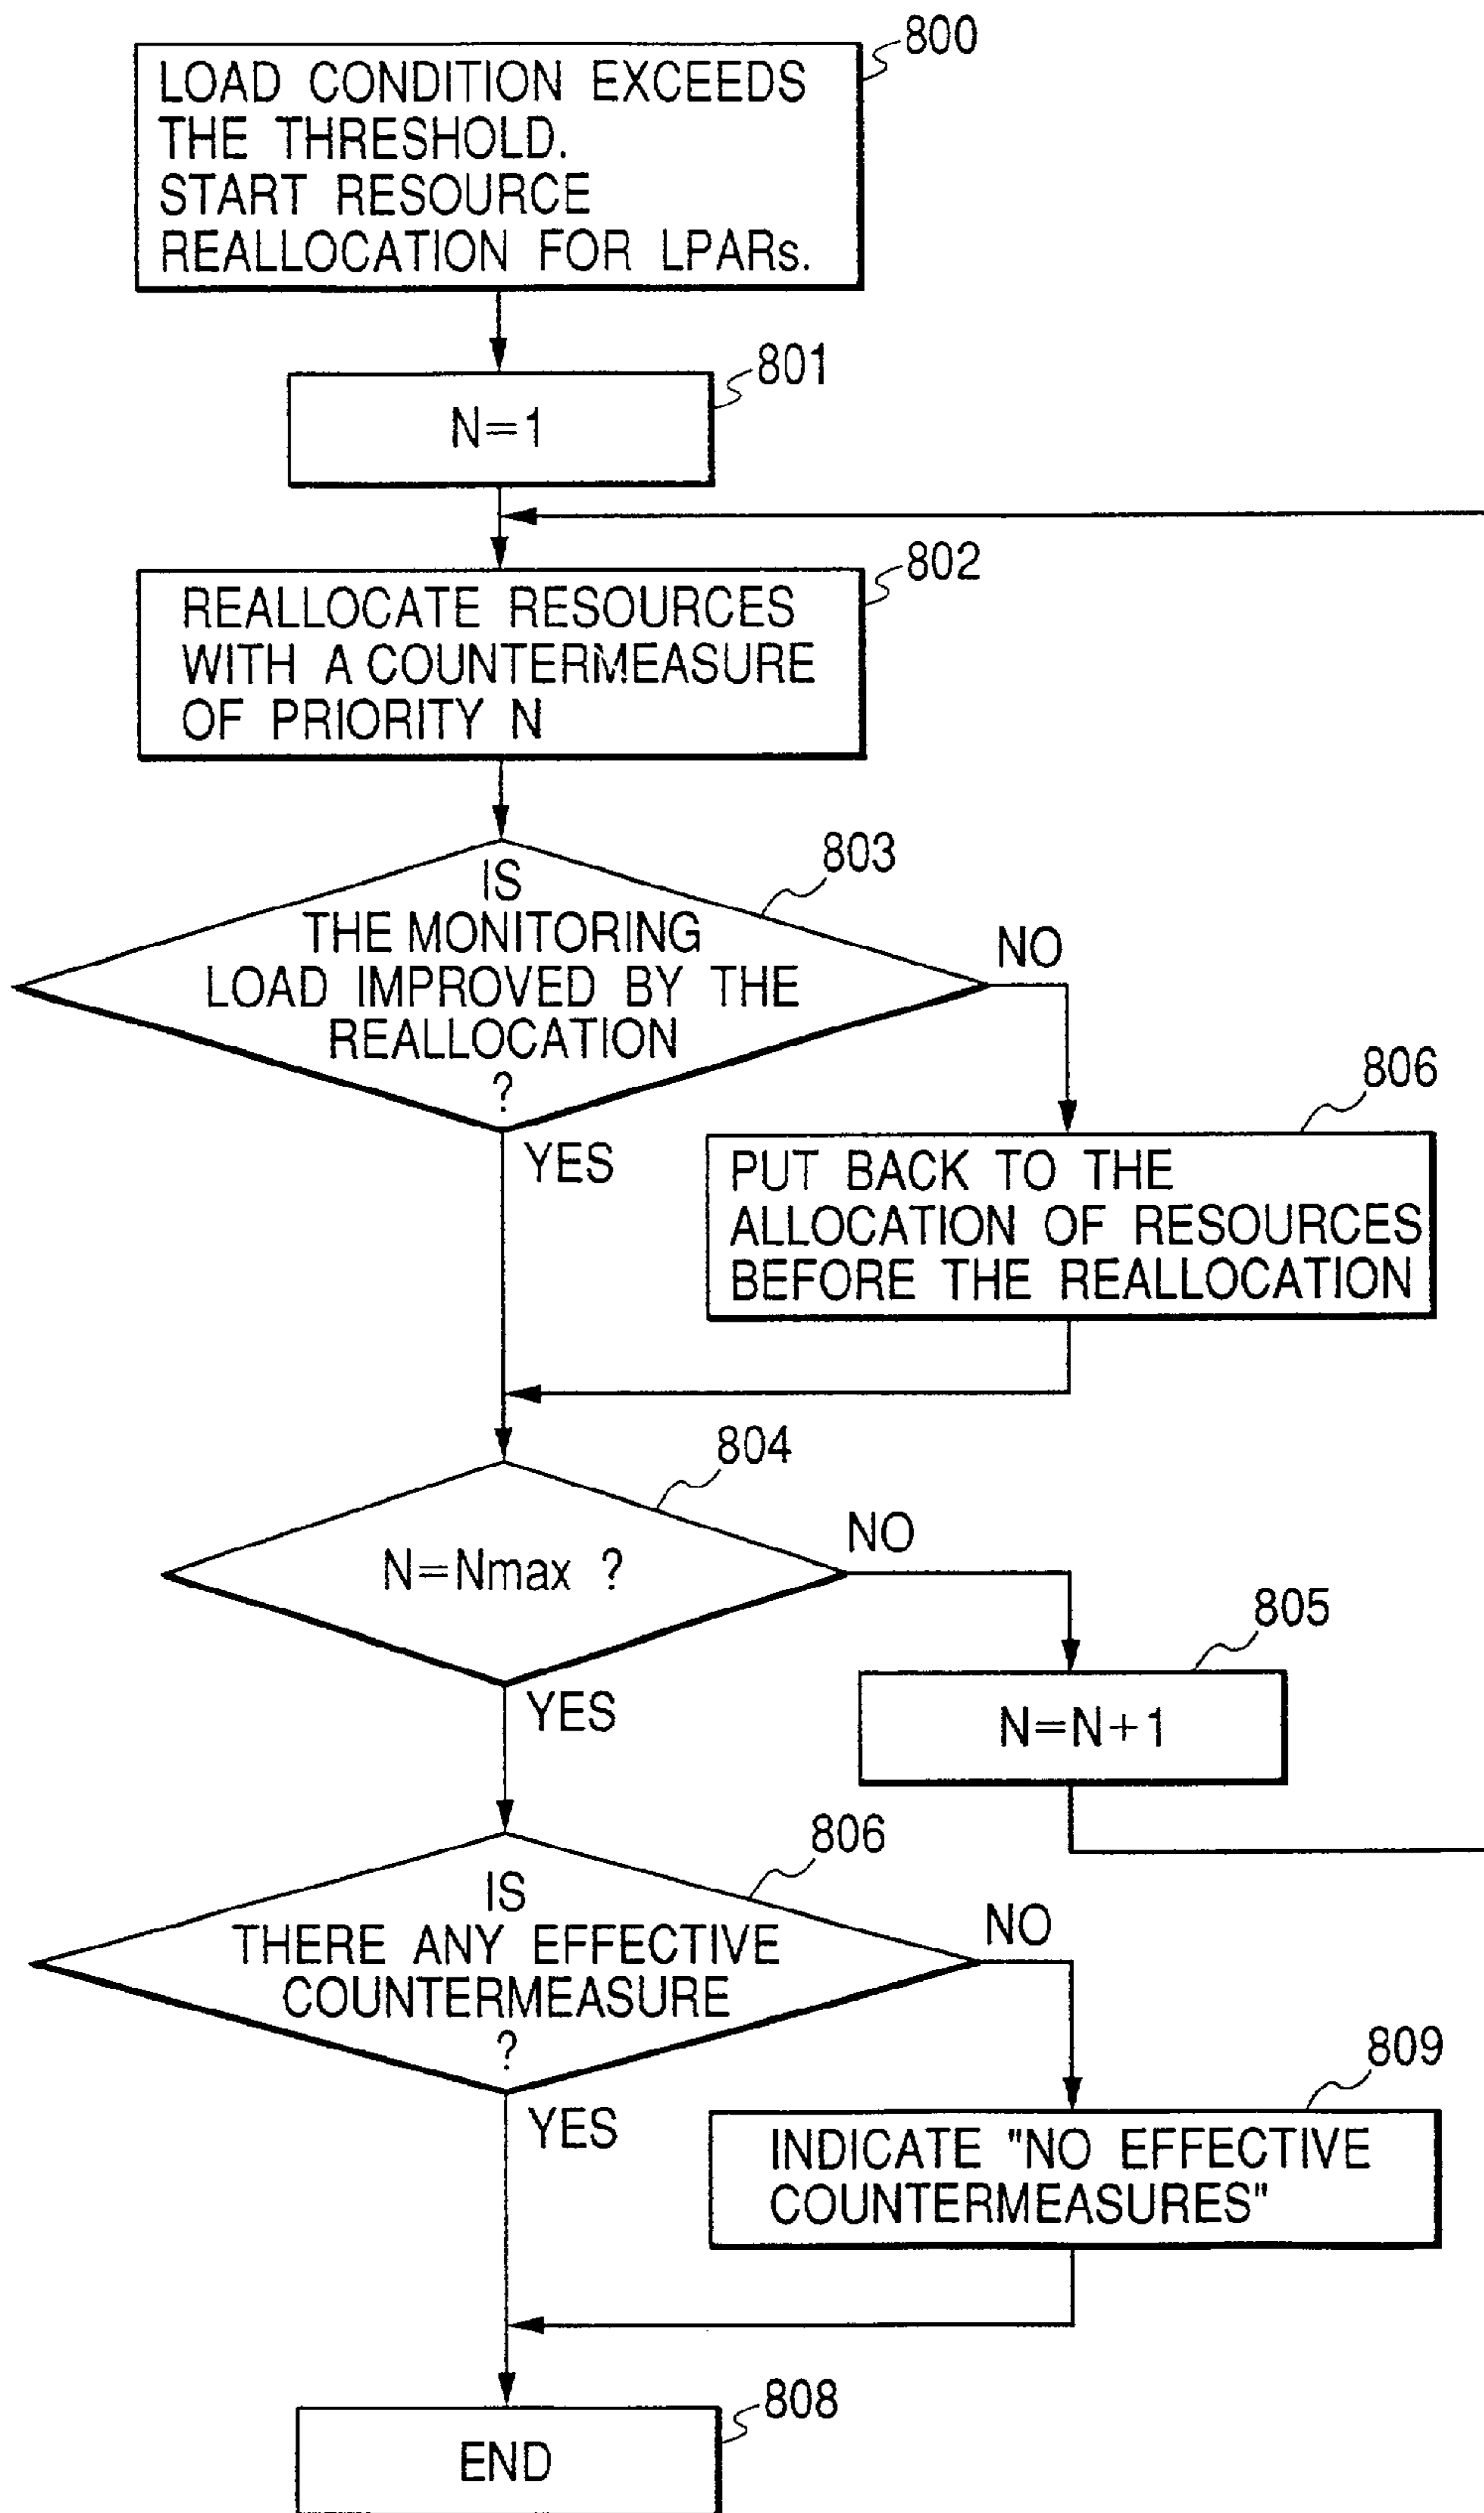 800
LOAD CONDITION EXCEEDS
THE THRESHOLD.
START RESOURCE
REALLOCATION FOR LPARs.
801
N=1
802
REALLOCATE RESOURCES
WITH A COUNTERMEASURE
OF PRIORITY N
803
IS
THE MONITORING
LOAD IMPROVED BY THE
REALLOCATION
?
NO
YES
806
PUT BACK TO THE
ALLOCATION OF RESOURCES
BEFORE THE REALLOCATION
804
N=Nmax ?
NO
YES
805
N=N+1
806
IS
THERE ANY EFFECTIVE
COUNTERMEASURE
?
NO
YES
809
INDICATE "NO EFFECTIVE
COUNTERMEASURES"
808
END